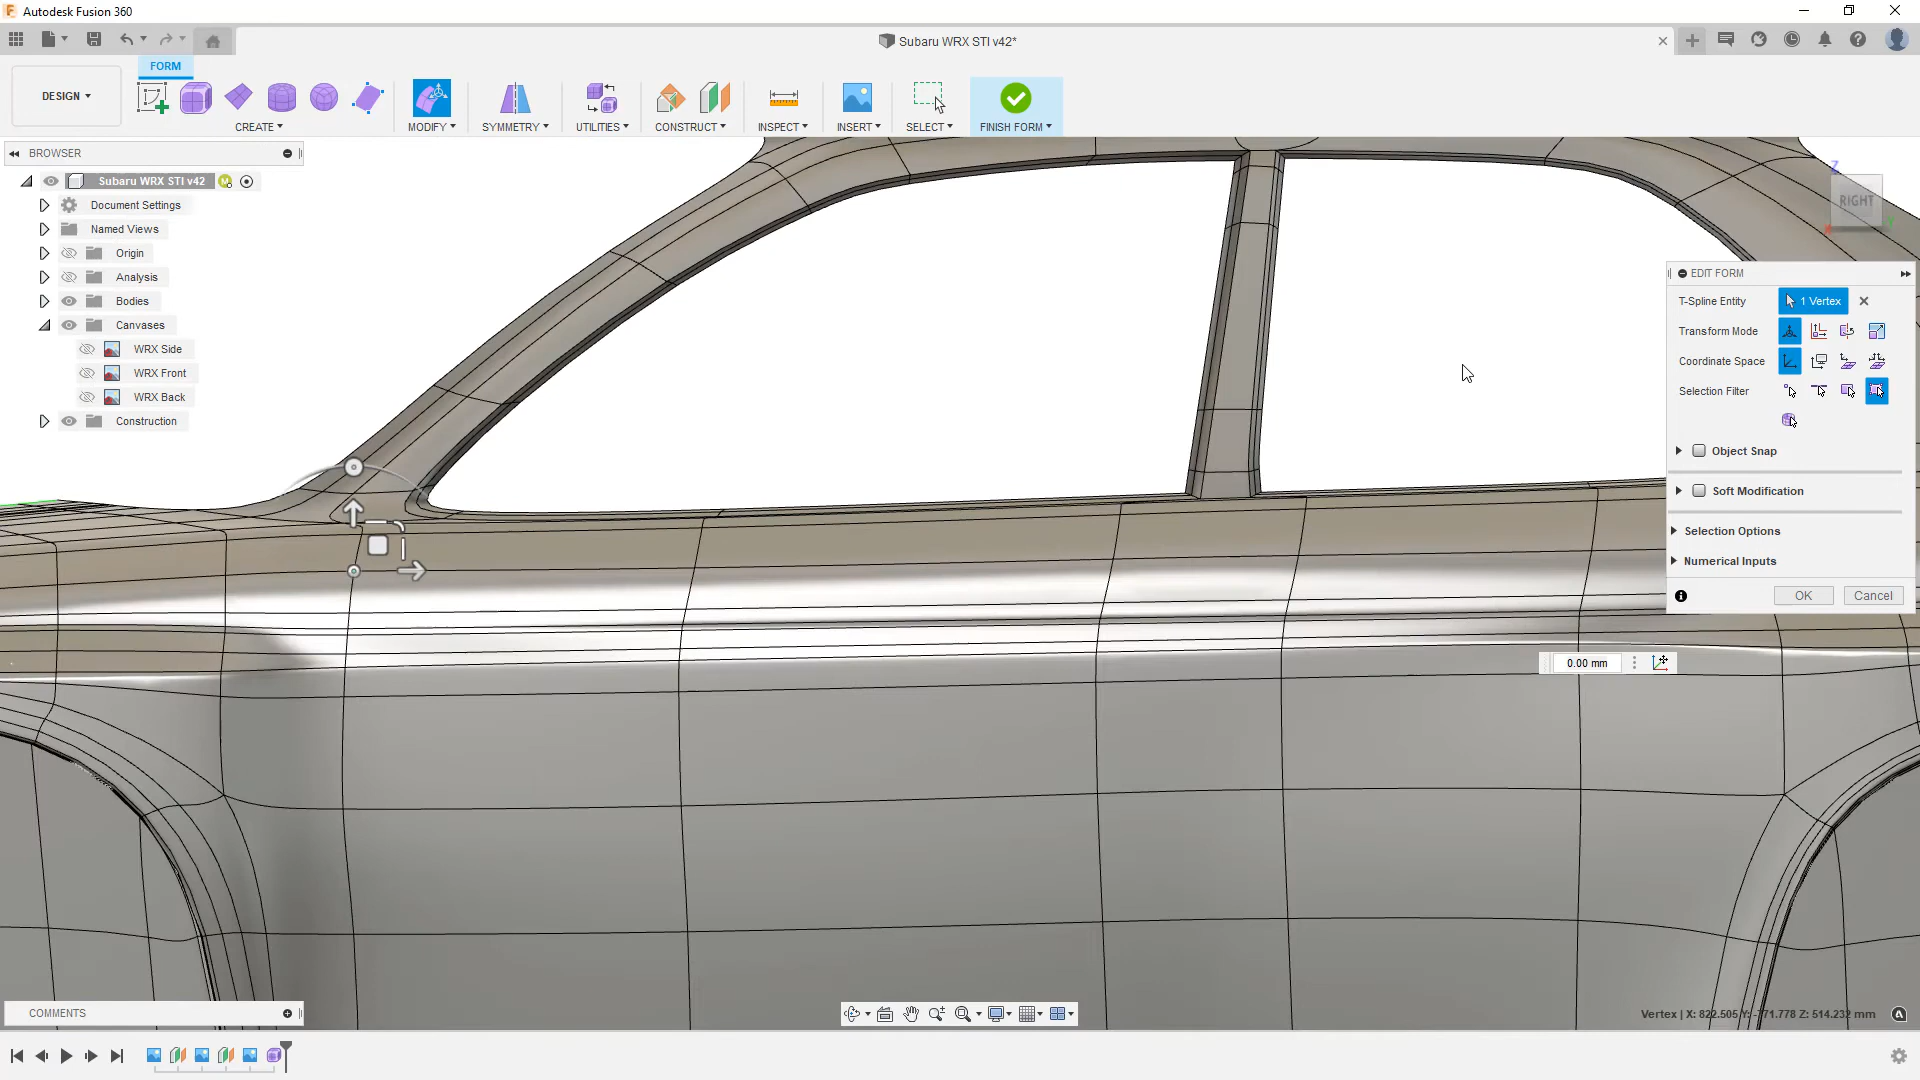 Autodesk Fusion 360
Subaru WRX STI v42*
FORM
DESIGN
CREATE
MODIFY
SYMMETRY
UTILITIES
CONSTRUCT
INSPECT
INSERT
SELECT
FINISH FORM
BROWSER
Subaru WRX STI v42
Document Settings
Named Views
Origin
Analysis
Bodies
Canvases
WRX Side
WRX Front
WRX Back
Construction
Z
RIGHT
EDIT FORM
T-Spline Entity
1 Vertex
Transform Mode
Coordinate Space
Selection Filter
Object Snap
Soft Modification
Selection Options
Numerical Inputs
OK
Cancel
0.00 mm
COMMENTS
Vertex | X: 822.505 Y: -771.778 Z: 514.232 mm